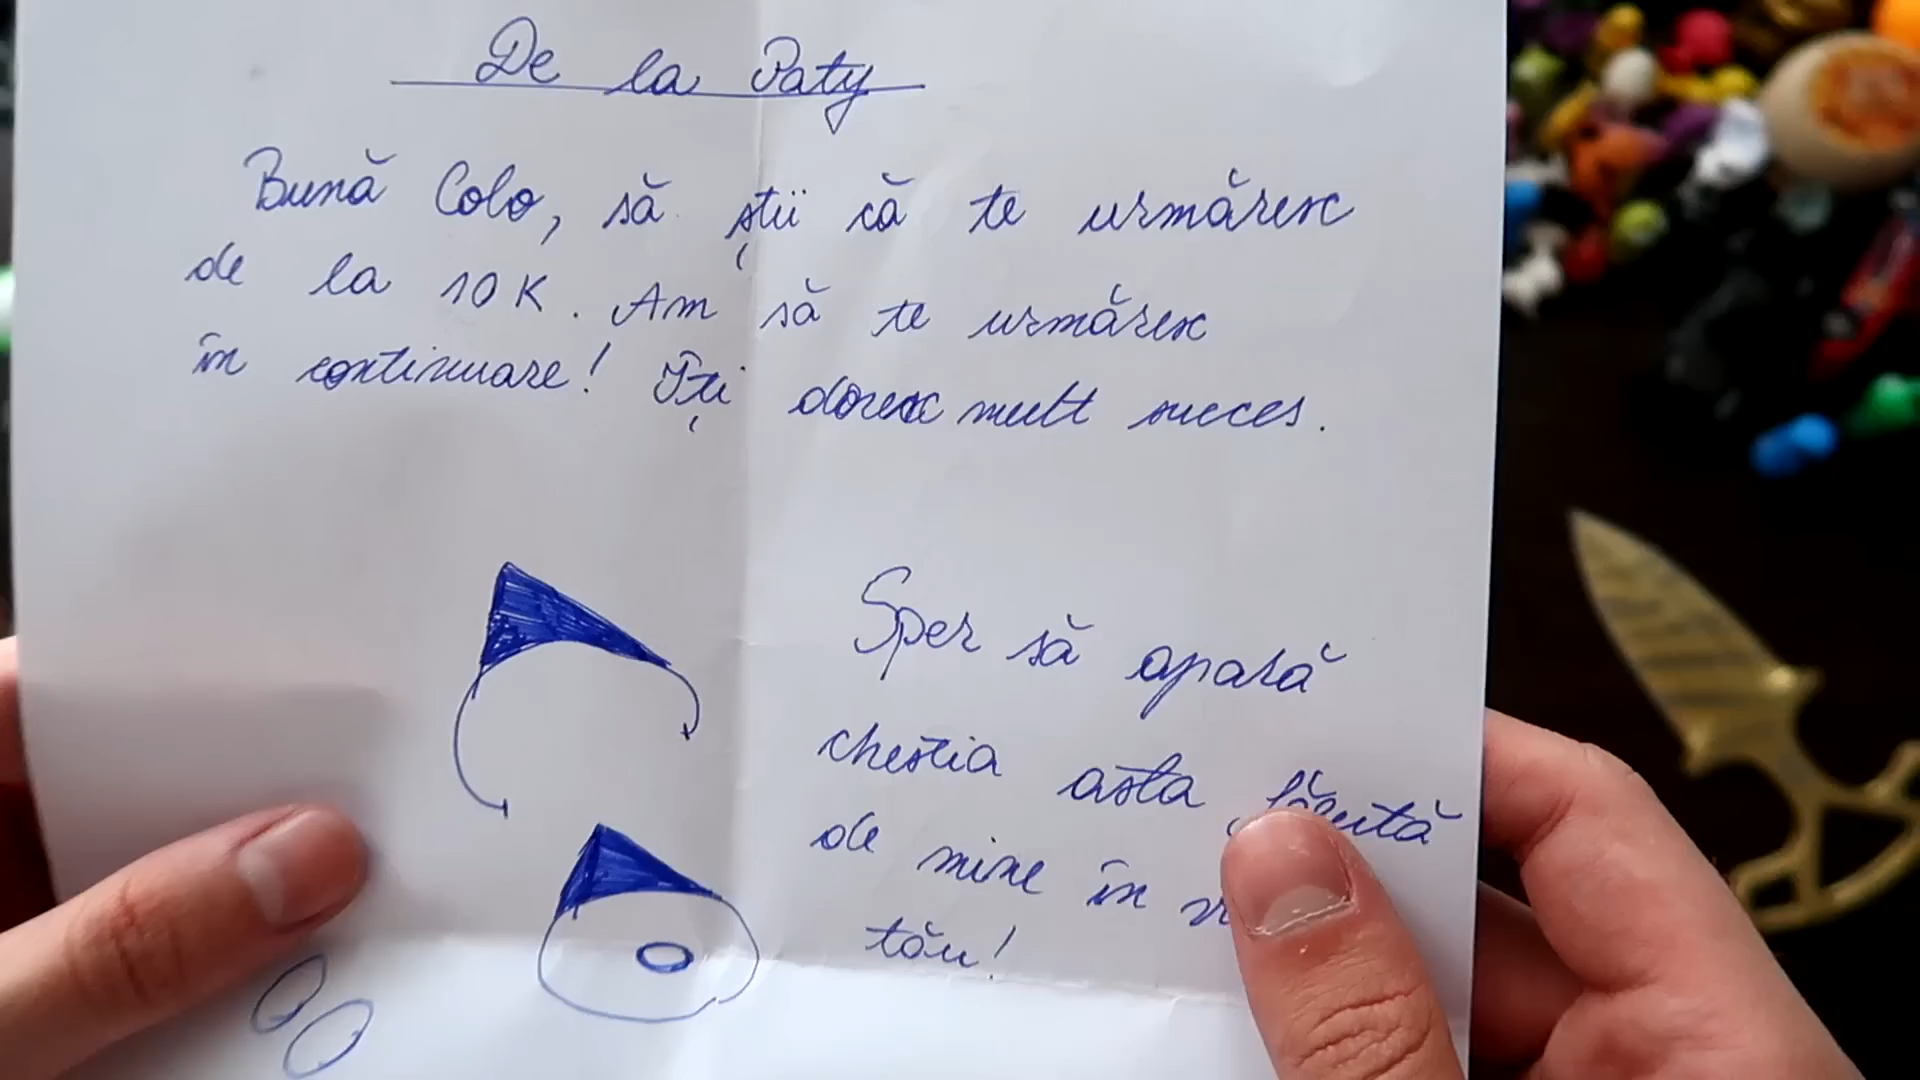 De la Paty
Bună Colo, să știi că te urmăresc
de la 10K. Am să te urmăresc
în continuare! Îți doresc mult succes.
Sper să apară
chestia asta făcută
de mine în
tău!